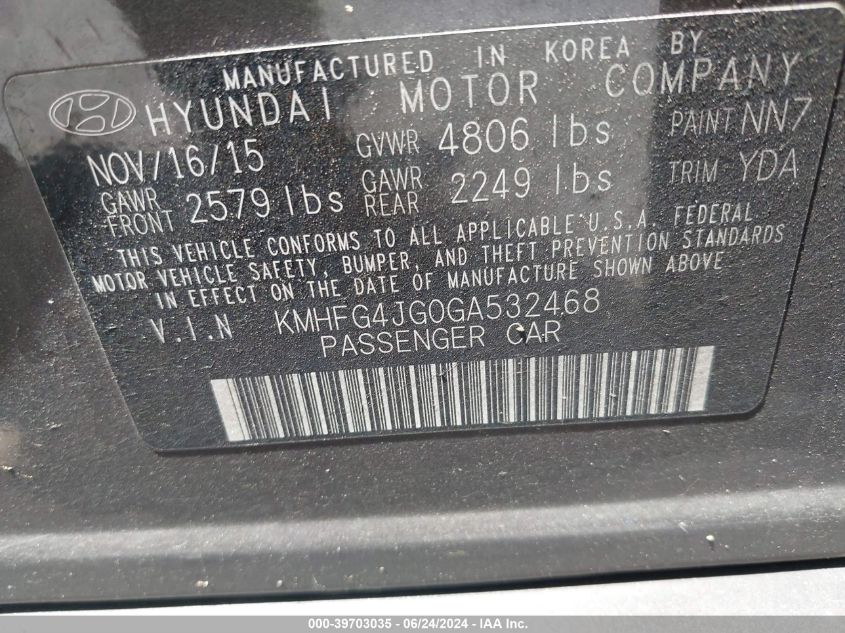 MANUFACTURED IN KOREA BY
HYUNDAI MOTOR COMPANY
NOV/16/15 GVWR 4806 lbs PAINT NN7
GAWR FRONT 2579 lbs GAWR REAR 2249 lbs TRIM YDA
THIS VEHICLE CONFORMS TO ALL APPLICABLE U.S.A. FEDERAL
MOTOR VEHICLE SAFETY, BUMPER, AND THEFT PREVENTION STANDARDS
IN EFFECT ON THE DATE OF MANUFACTURE SHOWN ABOVE
V.I.N KMHFG4JG0GA532468
PASSENGER CAR
000-39703035 - 06/24/2024 - IAA Inc.